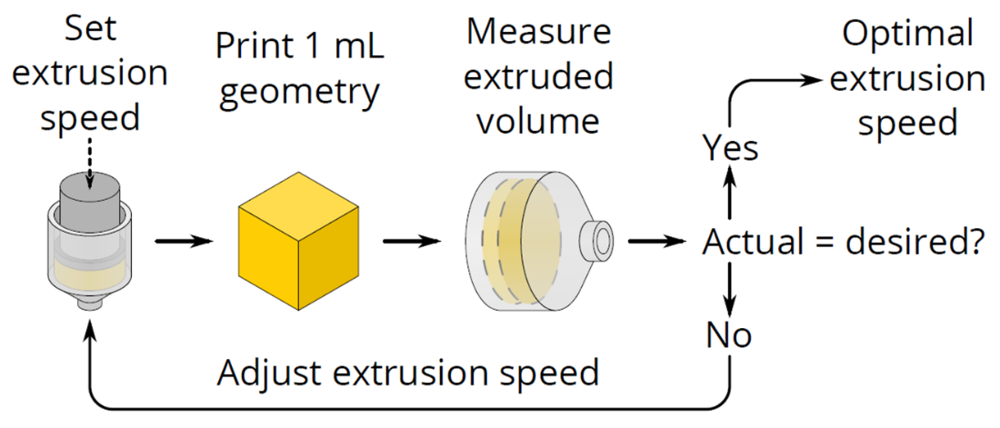 Set
extrusion
speed
Print 1 mL
geometry
Measure
extruded
volume
Optimal
extrusion
speed
Yes
Actual = desired?
No
Adjust extrusion speed